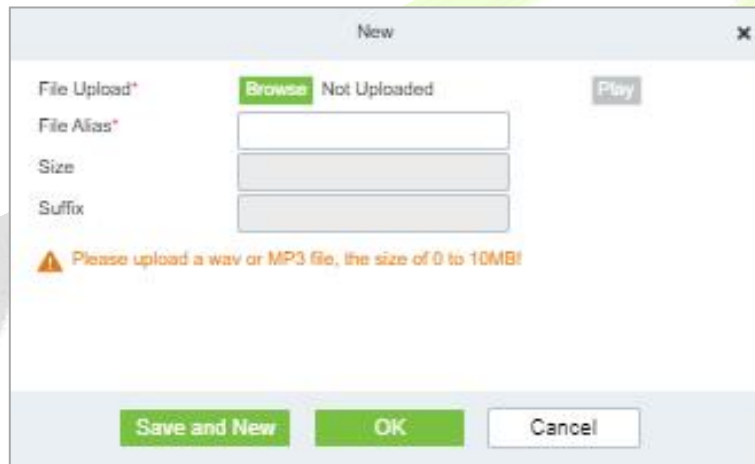 New ×
File Upload* Browse Not Uploaded Play
File Alias*
Size
Suffix
Please upload a wav or MP3 file, the size of 0 to 10MB!
Save and New OK Cancel